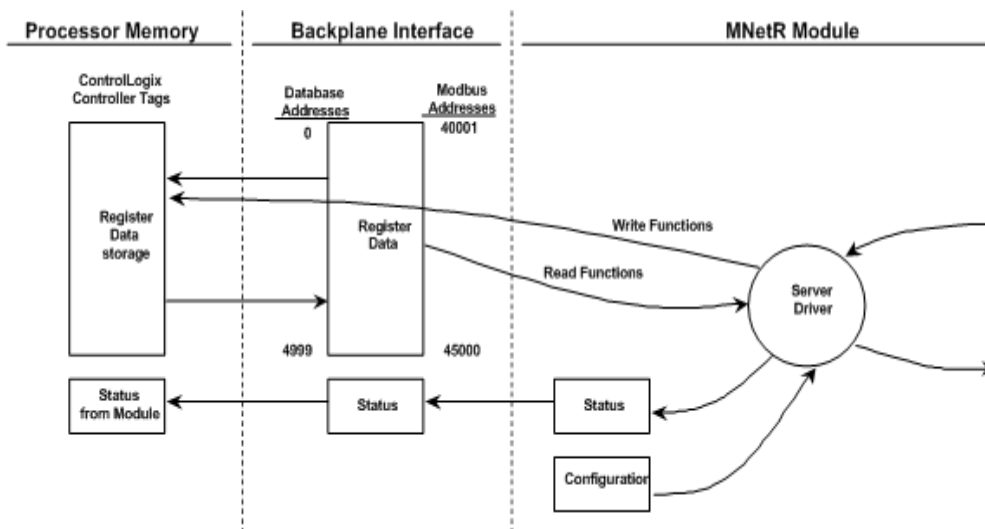 Processor Memory
Backplane Interface
MNetR Module
ControlLogix
Controller Tags
Database
Addresses
Modbus
Addresses
0
40001
Register
Data
storage
Register
Data
Write Functions
Read Functions
Server
Driver
4999
45000
Status
from Module
Status
Status
Configuration